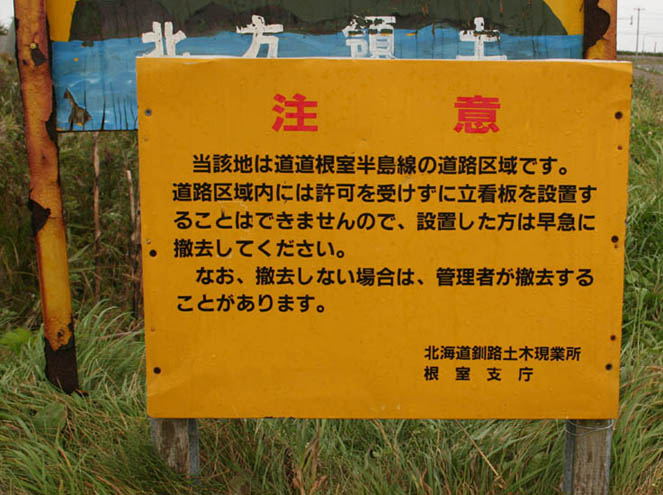 北方領土
注意
当該地は道道根室半島線の道路区域です。
道路区域内には許可を受けずに立看板を設置す
ることはできませんので、設置した方は早急に
撤去してください。
なお、撤去しない場合は、管理者が撤去する
ことがあります。
北海道釧路土木現業所
根室支庁